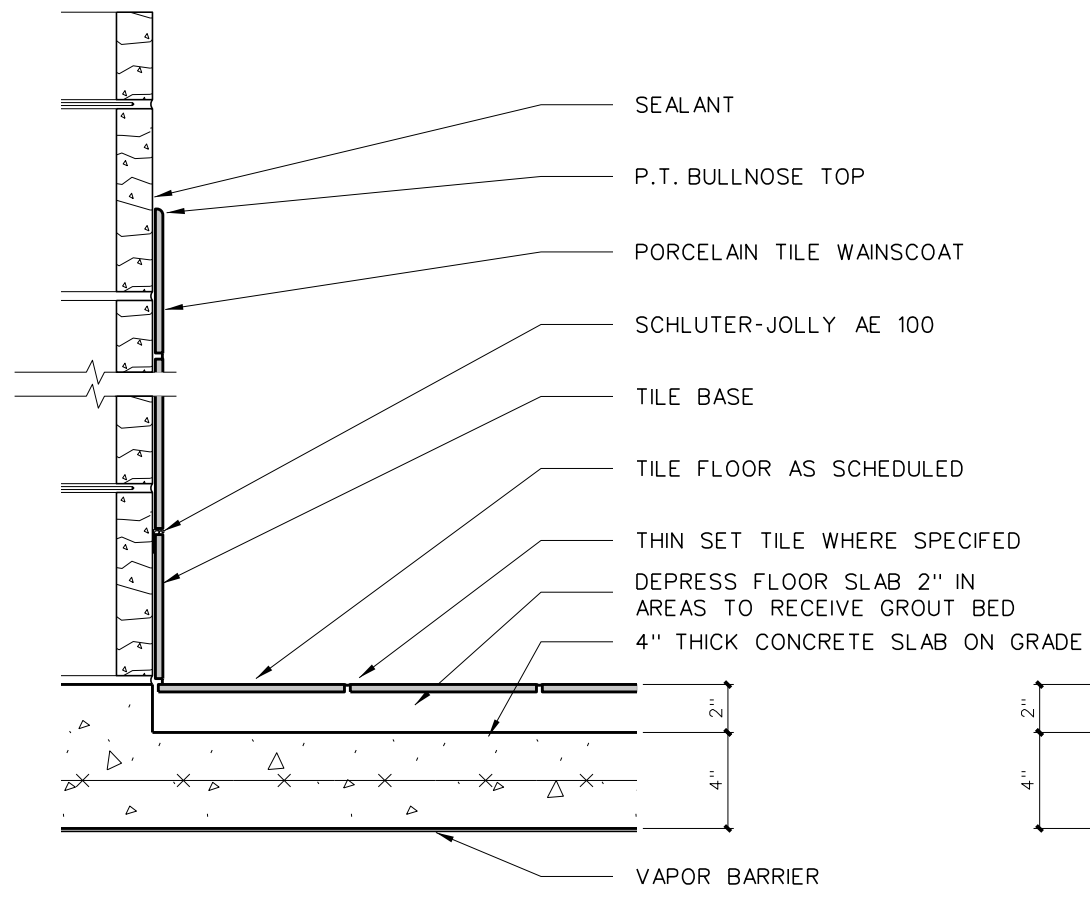 SEALANT
P.T. BULLNOSE TOP
PORCELAIN TILE WAINSCOAT
SCHLUTER-JOLLY AE 100
TILE BASE
TILE FLOOR AS SCHEDULED
THIN SET TILE WHERE SPECIFED
DEPRESS FLOOR SLAB 2" IN
AREAS TO RECEIVE GROUT BED
4" THICK CONCRETE SLAB ON GRADE
2"
2"
4"
4"
VAPOR BARRIER